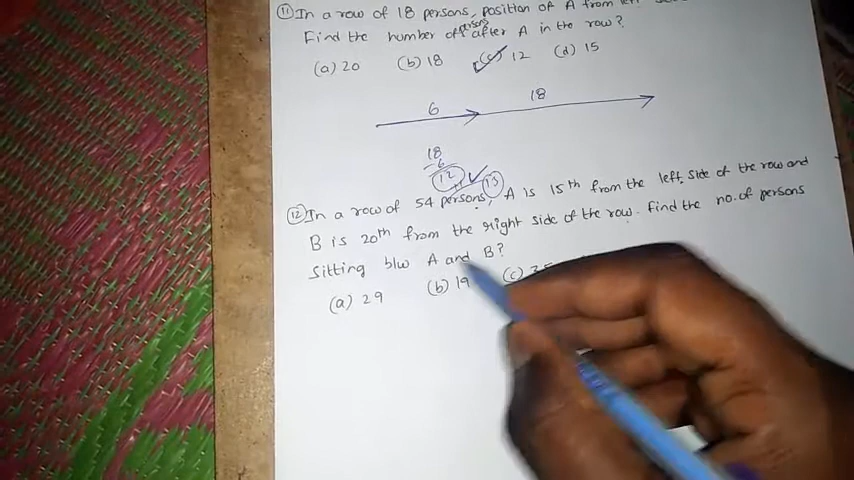 ⑪ In a row of 18 persons, position of A from left
Find the number of persons after A in the row?
(a) 20 (b) 18 (c) 12 (d) 15
6 18
18
6
12
13
⑫ In a row of 54 persons, A is 15th from the left side of the row and
B is 20th from the right side of the row. Find the no. of persons
sitting b/w A and B?
(a) 29 (b) 19 (c)